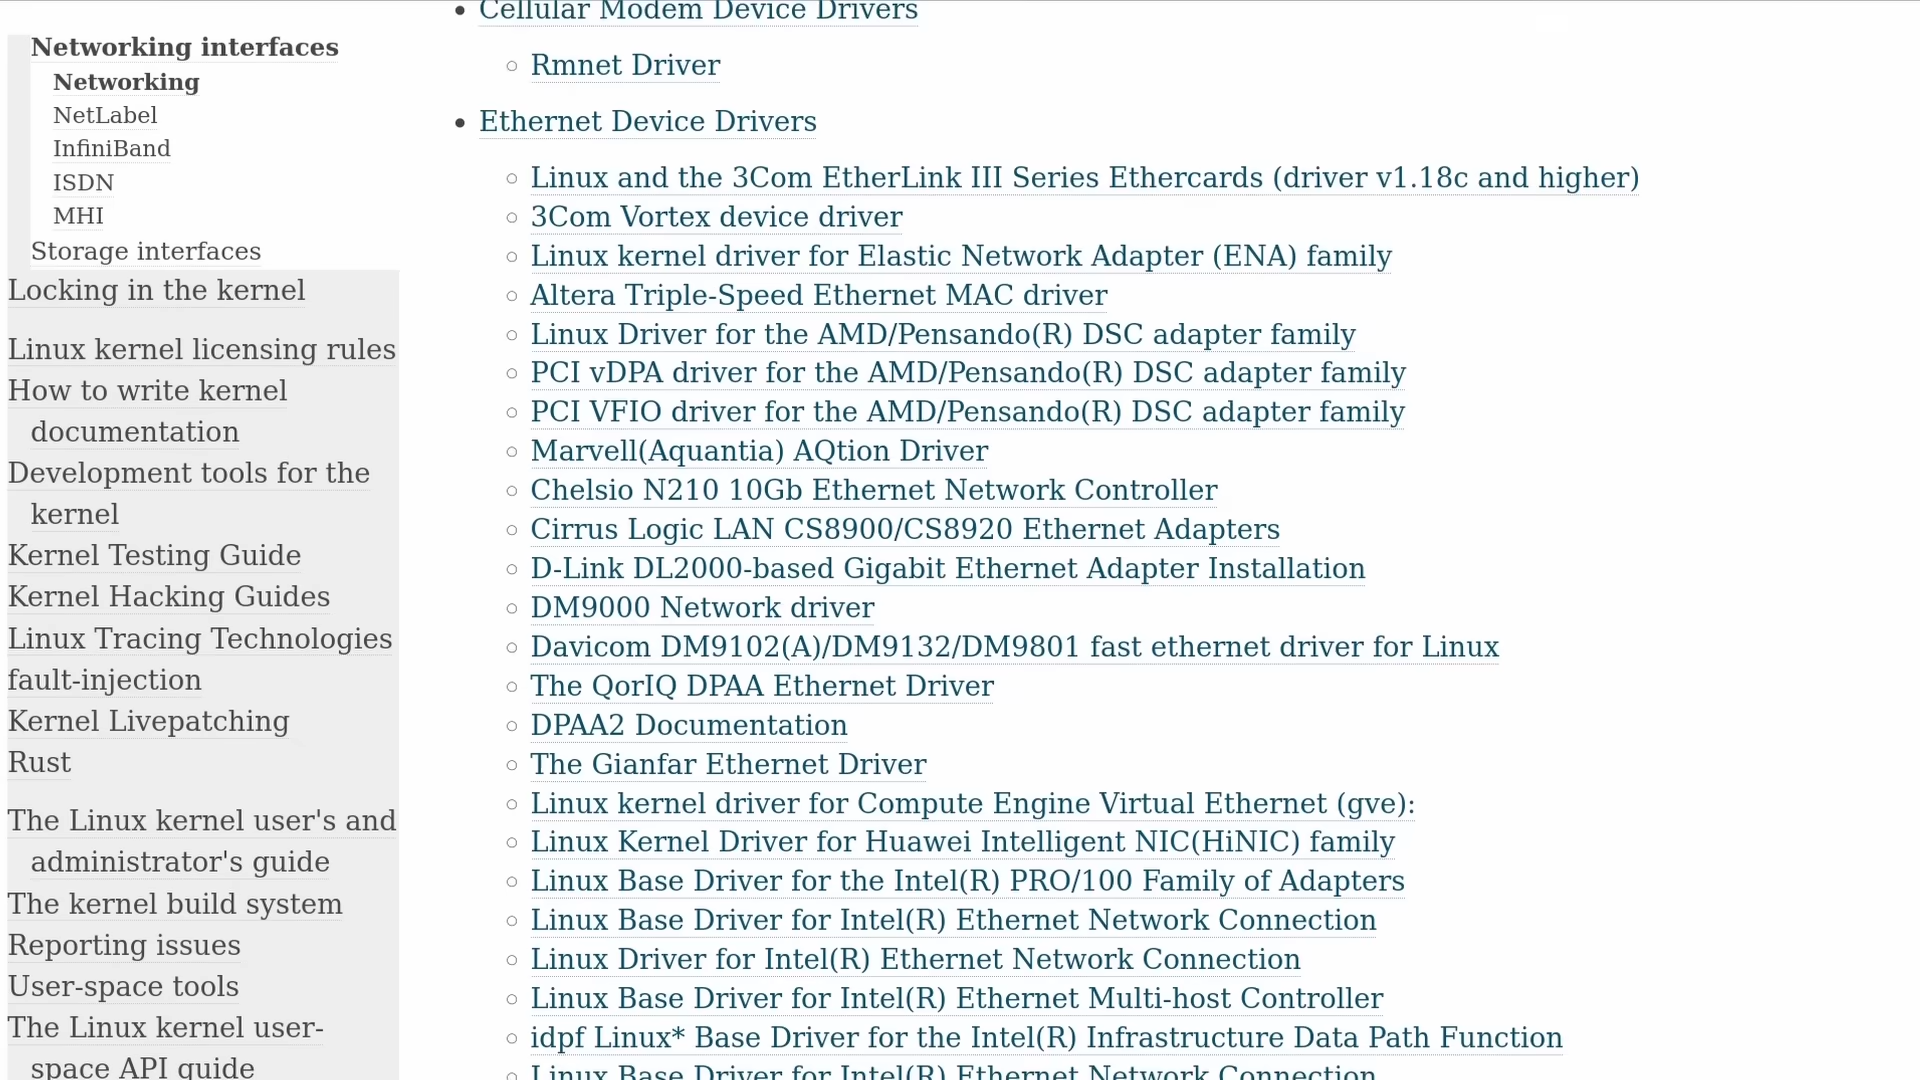 Networking interfaces
Networking
NetLabel
InfiniBand
ISDN
MHI
Storage interfaces
Locking in the kernel
Linux kernel licensing rules
How to write kernel
documentation
Development tools for the
kernel
Kernel Testing Guide
Kernel Hacking Guides
Linux Tracing Technologies
fault-injection
Kernel Livepatching
Rust
The Linux kernel user's and
administrator's guide
The kernel build system
Reporting issues
User-space tools
The Linux kernel user-
space API guide
Cellular Modem Device Drivers
Rmnet Driver
Ethernet Device Drivers
Linux and the 3Com EtherLink III Series Ethercards (driver v1.18c and higher)
3Com Vortex device driver
Linux kernel driver for Elastic Network Adapter (ENA) family
Altera Triple-Speed Ethernet MAC driver
Linux Driver for the AMD/Pensando(R) DSC adapter family
PCI vDPA driver for the AMD/Pensando(R) DSC adapter family
PCI VFIO driver for the AMD/Pensando(R) DSC adapter family
Marvell(Aquantia) AQtion Driver
Chelsio N210 10Gb Ethernet Network Controller
Cirrus Logic LAN CS8900/CS8920 Ethernet Adapters
D-Link DL2000-based Gigabit Ethernet Adapter Installation
DM9000 Network driver
Davicom DM9102(A)/DM9132/DM9801 fast ethernet driver for Linux
The QorIQ DPAA Ethernet Driver
DPAA2 Documentation
The Gianfar Ethernet Driver
Linux kernel driver for Compute Engine Virtual Ethernet (gve):
Linux Kernel Driver for Huawei Intelligent NIC(HiNIC) family
Linux Base Driver for the Intel(R) PRO/100 Family of Adapters
Linux Base Driver for Intel(R) Ethernet Network Connection
Linux Driver for Intel(R) Ethernet Network Connection
Linux Base Driver for Intel(R) Ethernet Multi-host Controller
idpf Linux* Base Driver for the Intel(R) Infrastructure Data Path Function
Linux Base Driver for Intel(R) Ethernet Network Connection